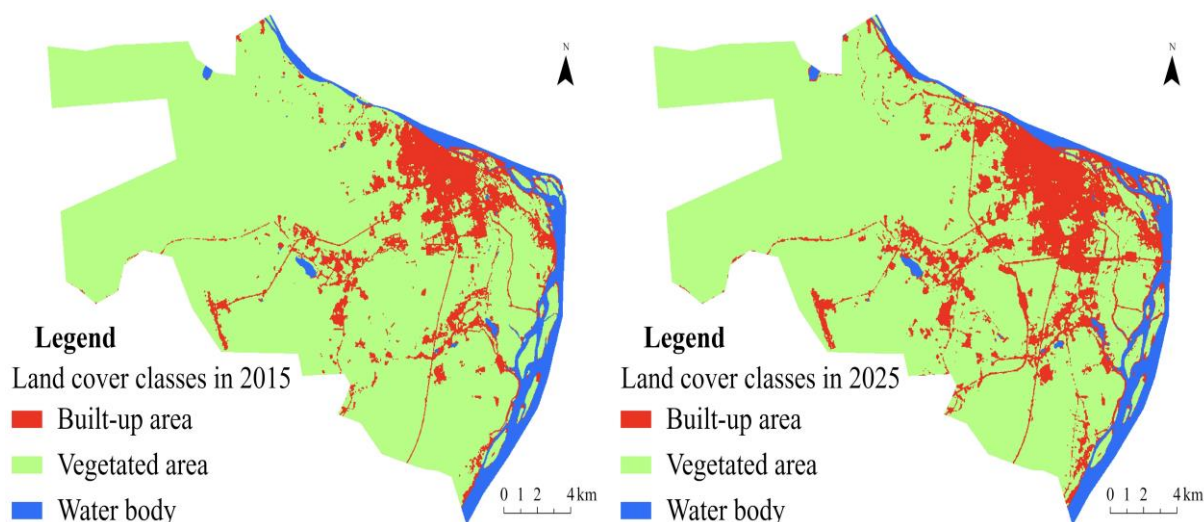 N
Legend
Land cover classes in 2015
Built-up area
Vegetated area
Water body
0 1 2 4 km
N
Legend
Land cover classes in 2025
Built-up area
Vegetated area
Water body
0 1 2 4 km